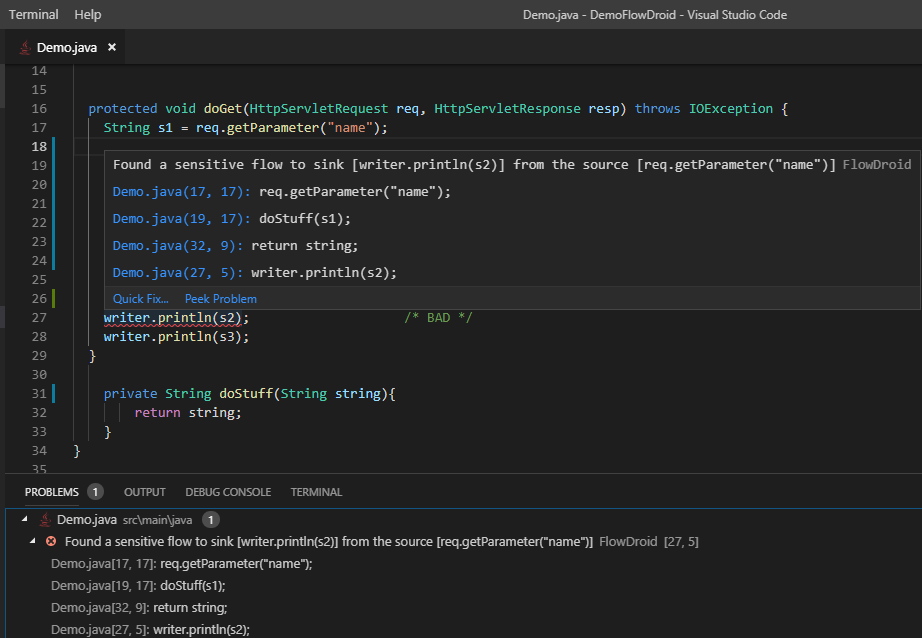 Terminal Help Demo.java - DemoFlowDroid - Visual Studio Code
Demo.java ×
14
15
16 protected void doGet(HttpServletRequest req, HttpServletResponse resp) throws IOException {
17 String s1 = req.getParameter("name");
18
19 Found a sensitive flow to sink [writer.println(s2)] from the source [req.getParameter("name")] FlowDroid
20 Demo.java(17, 17): req.getParameter("name");
21
22 Demo.java(19, 17): doStuff(s1);
23 Demo.java(32, 9): return string;
24
25 Demo.java(27, 5): writer.println(s2);
26 Quick Fix... Peek Problem
27 writer.println(s2); /* BAD */
28 writer.println(s3);
29 }
30
31 private String doStuff(String string){
32 return string;
33 }
34 }
35
PROBLEMS 1 OUTPUT DEBUG CONSOLE TERMINAL
Demo.java src\main\java 1
Found a sensitive flow to sink [writer.println(s2)] from the source [req.getParameter("name")] FlowDroid [27, 5]
Demo.java[17, 17]: req.getParameter("name");
Demo.java[19, 17]: doStuff(s1);
Demo.java[32, 9]: return string;
Demo.java[27, 5]: writer.println(s2);